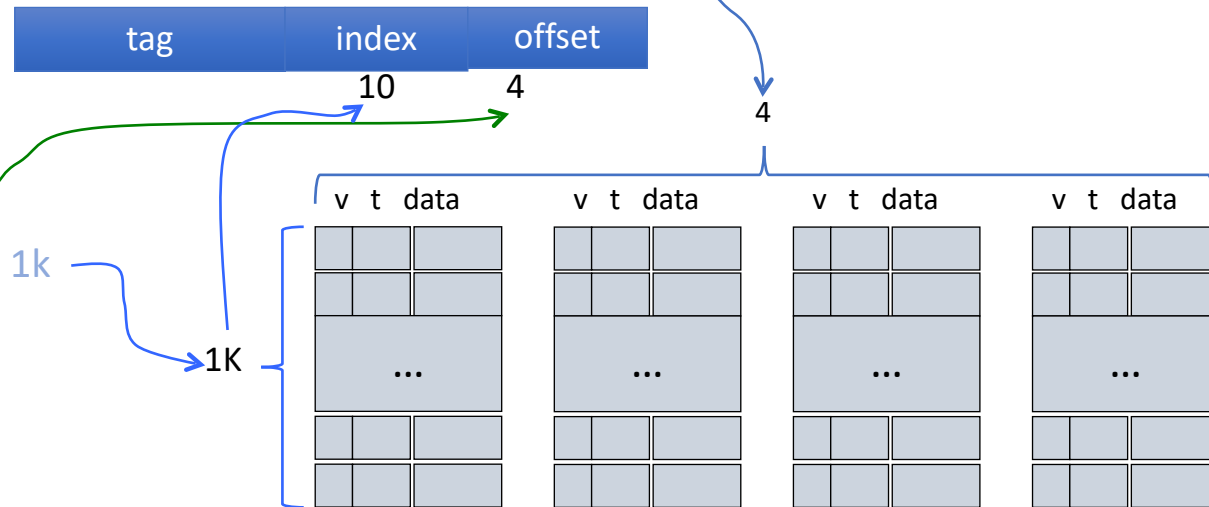 tag index offset
10 4
4
v t data v t data v t data v t data
1k
1K
... ... ... ...